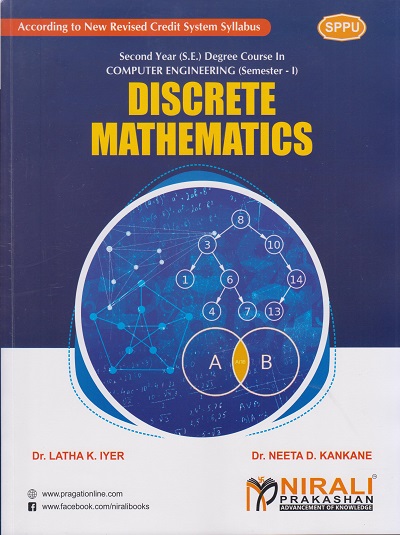 According to New Revised Credit System Syllabus
SPPU
Second Year (S.E.) Degree Course In
COMPUTER ENGINEERING (Semester - I)
DISCRETE
MATHEMATICS
8
3 10
1 6 14
4 7 13
A B
Dr. LATHA K. IYER
Dr. NEETA D. KANKANE
www.pragationline.com
www.facebook.com/niralibooks
NIRALI
PRAKASHAN
ADVANCEMENT OF KNOWLEDGE